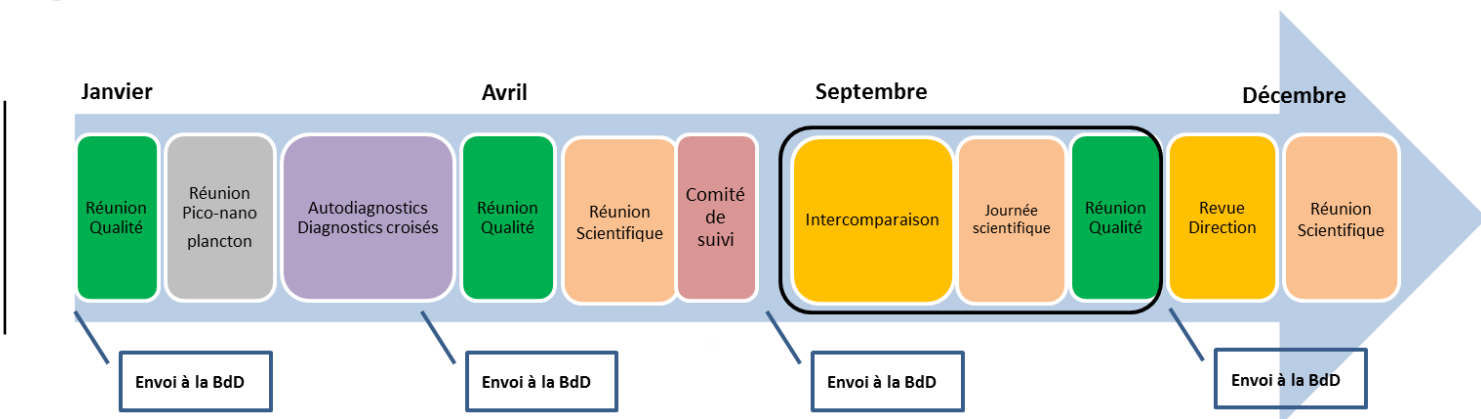 Janvier
Avril
Septembre
Décembre
Réunion
Qualité
Réunion
Pico-nano
plancton
Autodiagnostics
Diagnostics croisés
Réunion
Qualité
Réunion
Scientifique
Comité
de
suivi
Intercomparaison
Journée
scientifique
Réunion
Qualité
Revue
Direction
Réunion
Scientifique
Envoi à la BdD
Envoi à la BdD
Envoi à la BdD
Envoi à la BdD